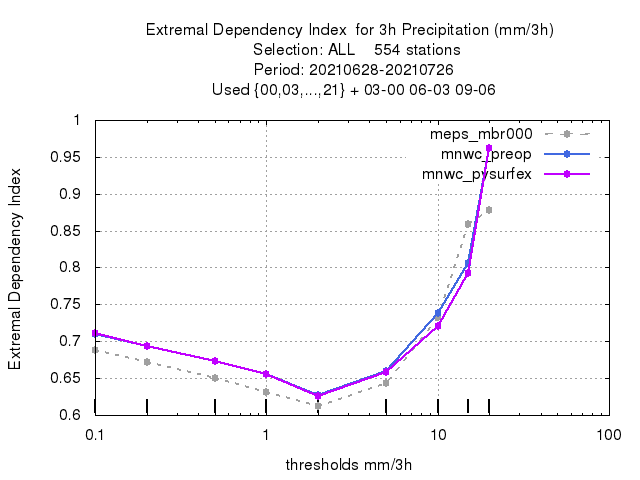 Extremal Dependency Index  for 3h Precipitation (mm/3h)
Selection: ALL    554 stations
Period: 20210628-20210726
Used {00,03,...,21} + 03-00 06-03 09-06
1
0.95
0.9
0.85
0.8
0.75
0.7
0.65
0.6
Extremal Dependency Index
meps_mbr000
mnwc_preop
mnwc_pysurfex
0.1 1 10 100
thresholds mm/3h